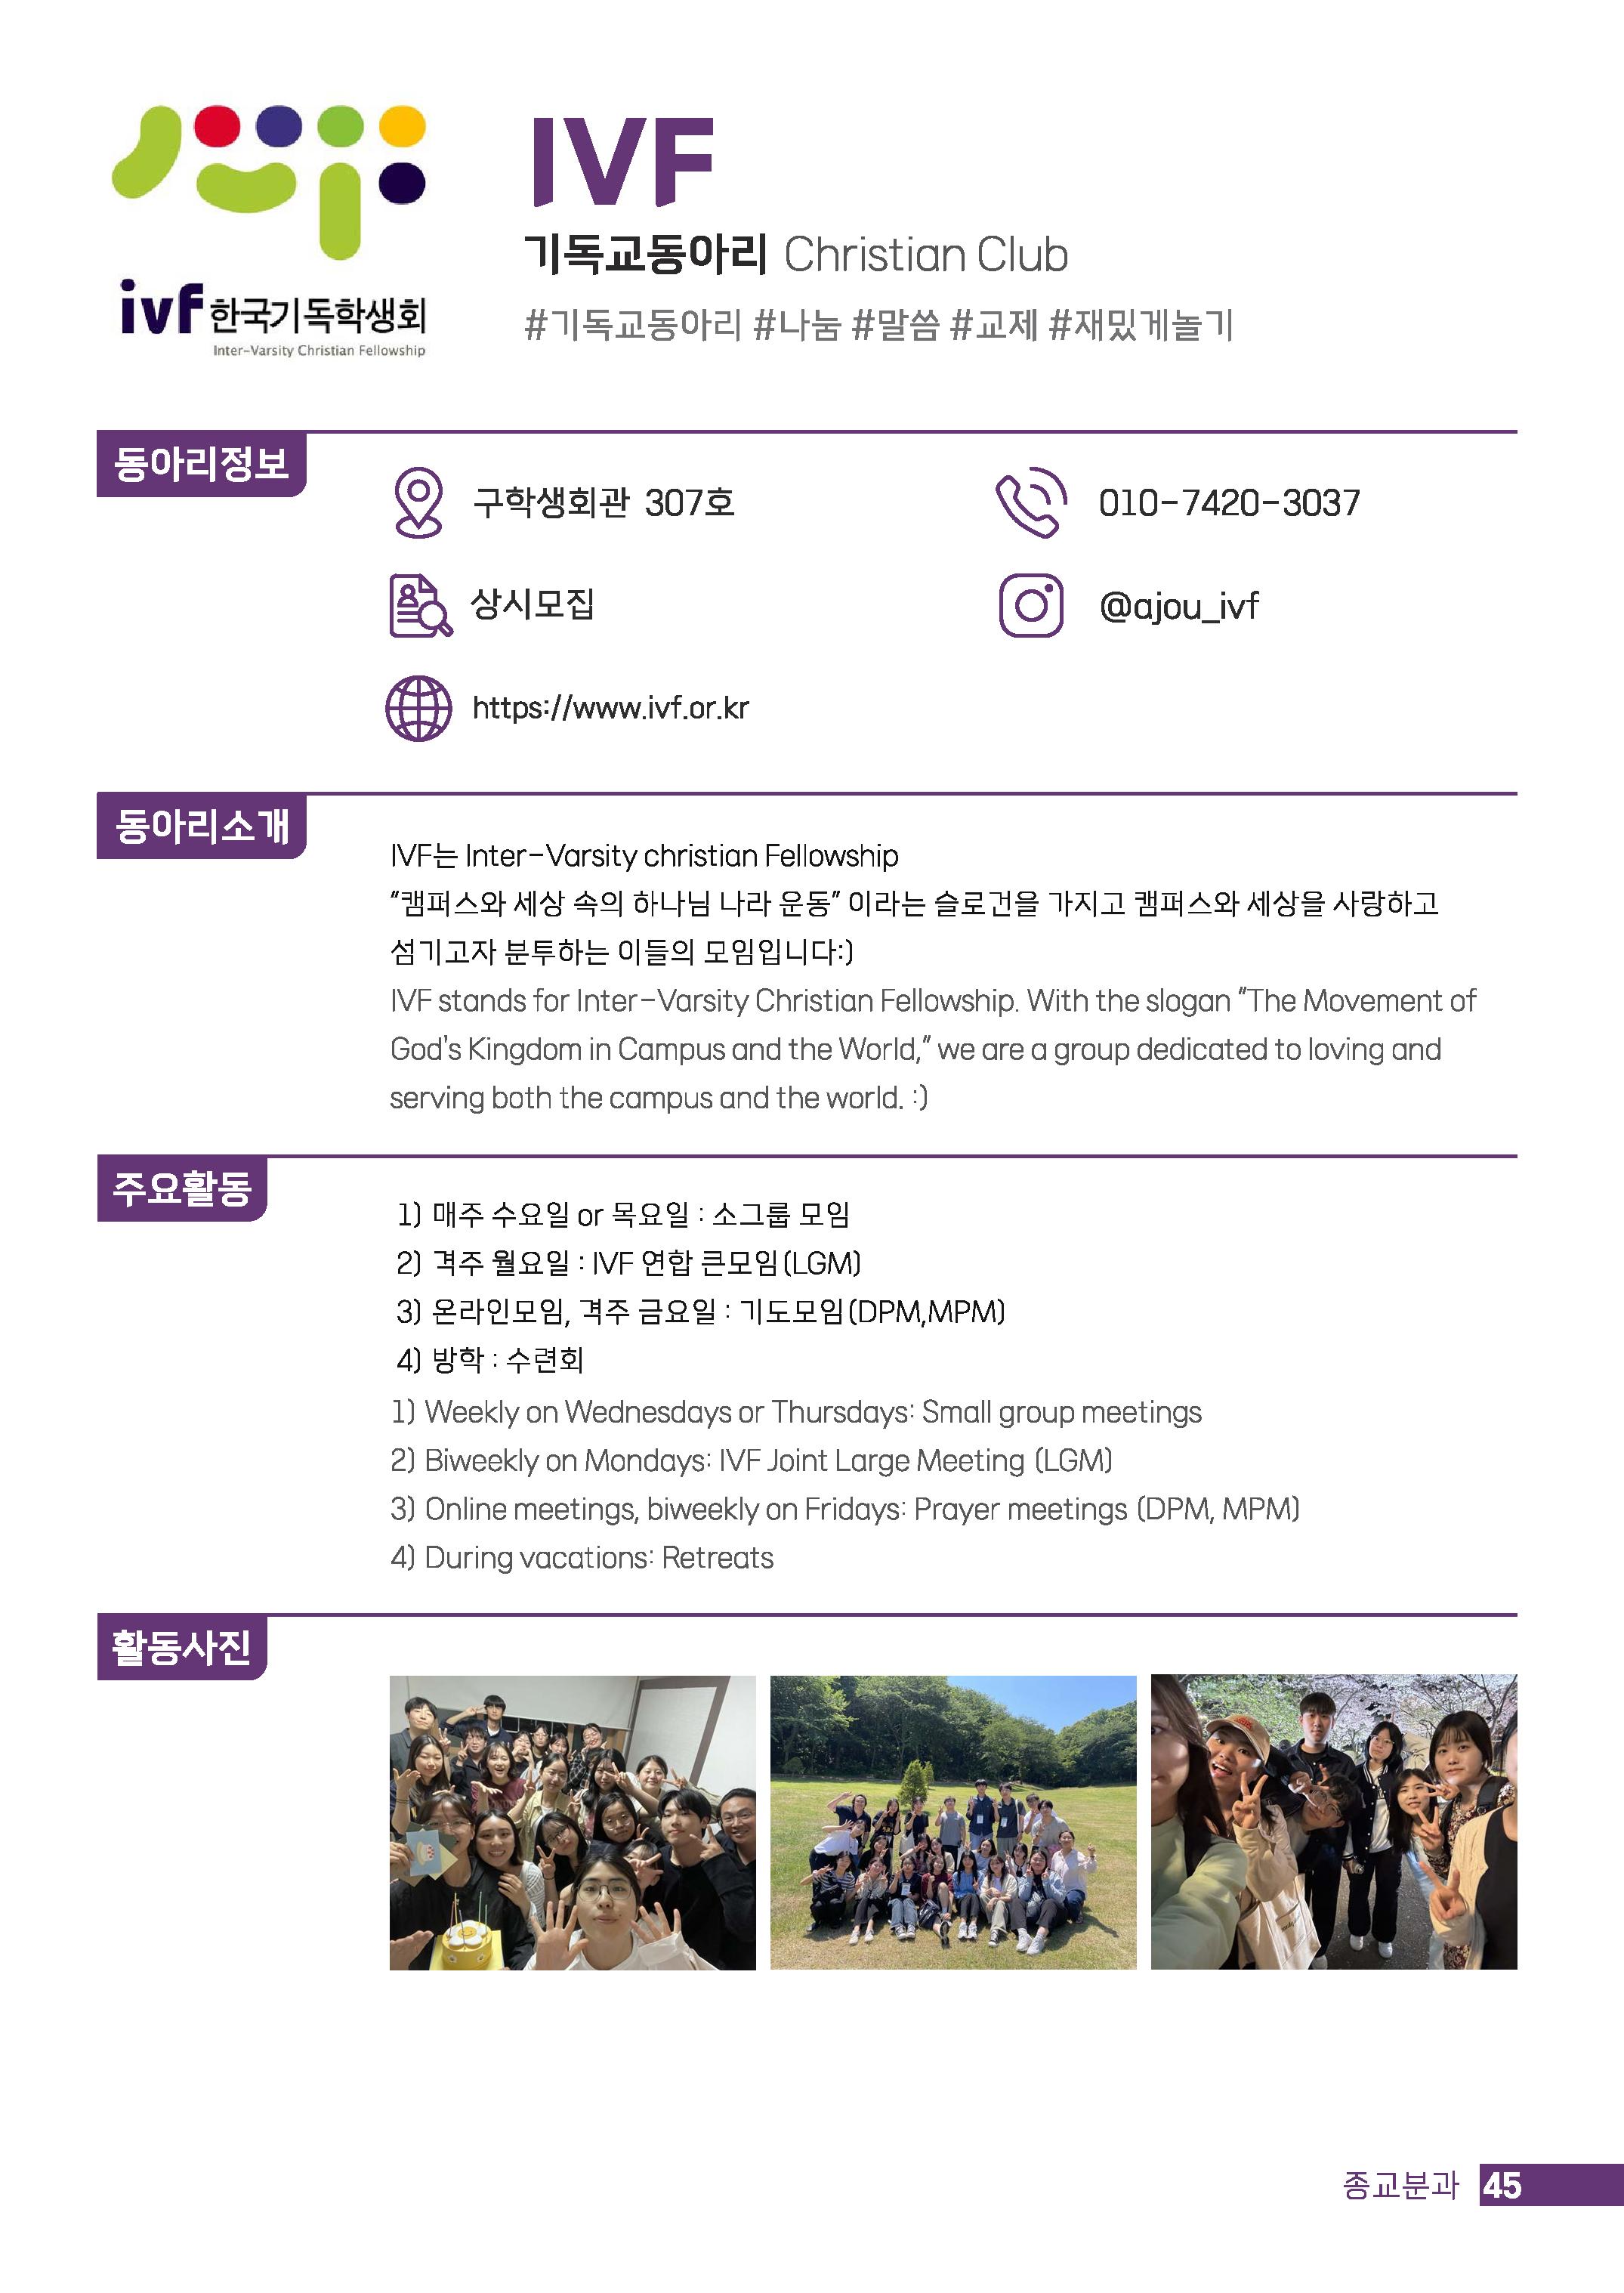 ivf 한국기독학생회
Inter-Varsity Christian Fellowship
IVF
기독교동아리 Christian Club
#기독교동아리 #나눔 #말씀 #교제 #재밌게놀기
동아리정보
구학생회관 307호
010-7420-3037
상시모집
@ajou_ivf
https://www.ivf.or.kr
동아리소개
IVF는 Inter-Varsity christian Fellowship
“캠퍼스와 세상 속의 하나님 나라 운동” 이라는 슬로건을 가지고 캠퍼스와 세상을 사랑하고
섬기고자 분투하는 이들의 모임입니다:)
IVF stands for Inter-Varsity Christian Fellowship. With the slogan “The Movement of
God's Kingdom in Campus and the World,” we are a group dedicated to loving and
serving both the campus and the world. :)
주요활동
1) 매주 수요일 or 목요일 : 소그룹 모임
2) 격주 월요일 : IVF 연합 큰모임(LGM)
3) 온라인모임, 격주 금요일 : 기도모임(DPM,MPM)
4) 방학 : 수련회
1) Weekly on Wednesdays or Thursdays: Small group meetings
2) Biweekly on Mondays: IVF Joint Large Meeting (LGM)
3) Online meetings, biweekly on Fridays: Prayer meetings (DPM, MPM)
4) During vacations: Retreats
활동사진
종교분과 45